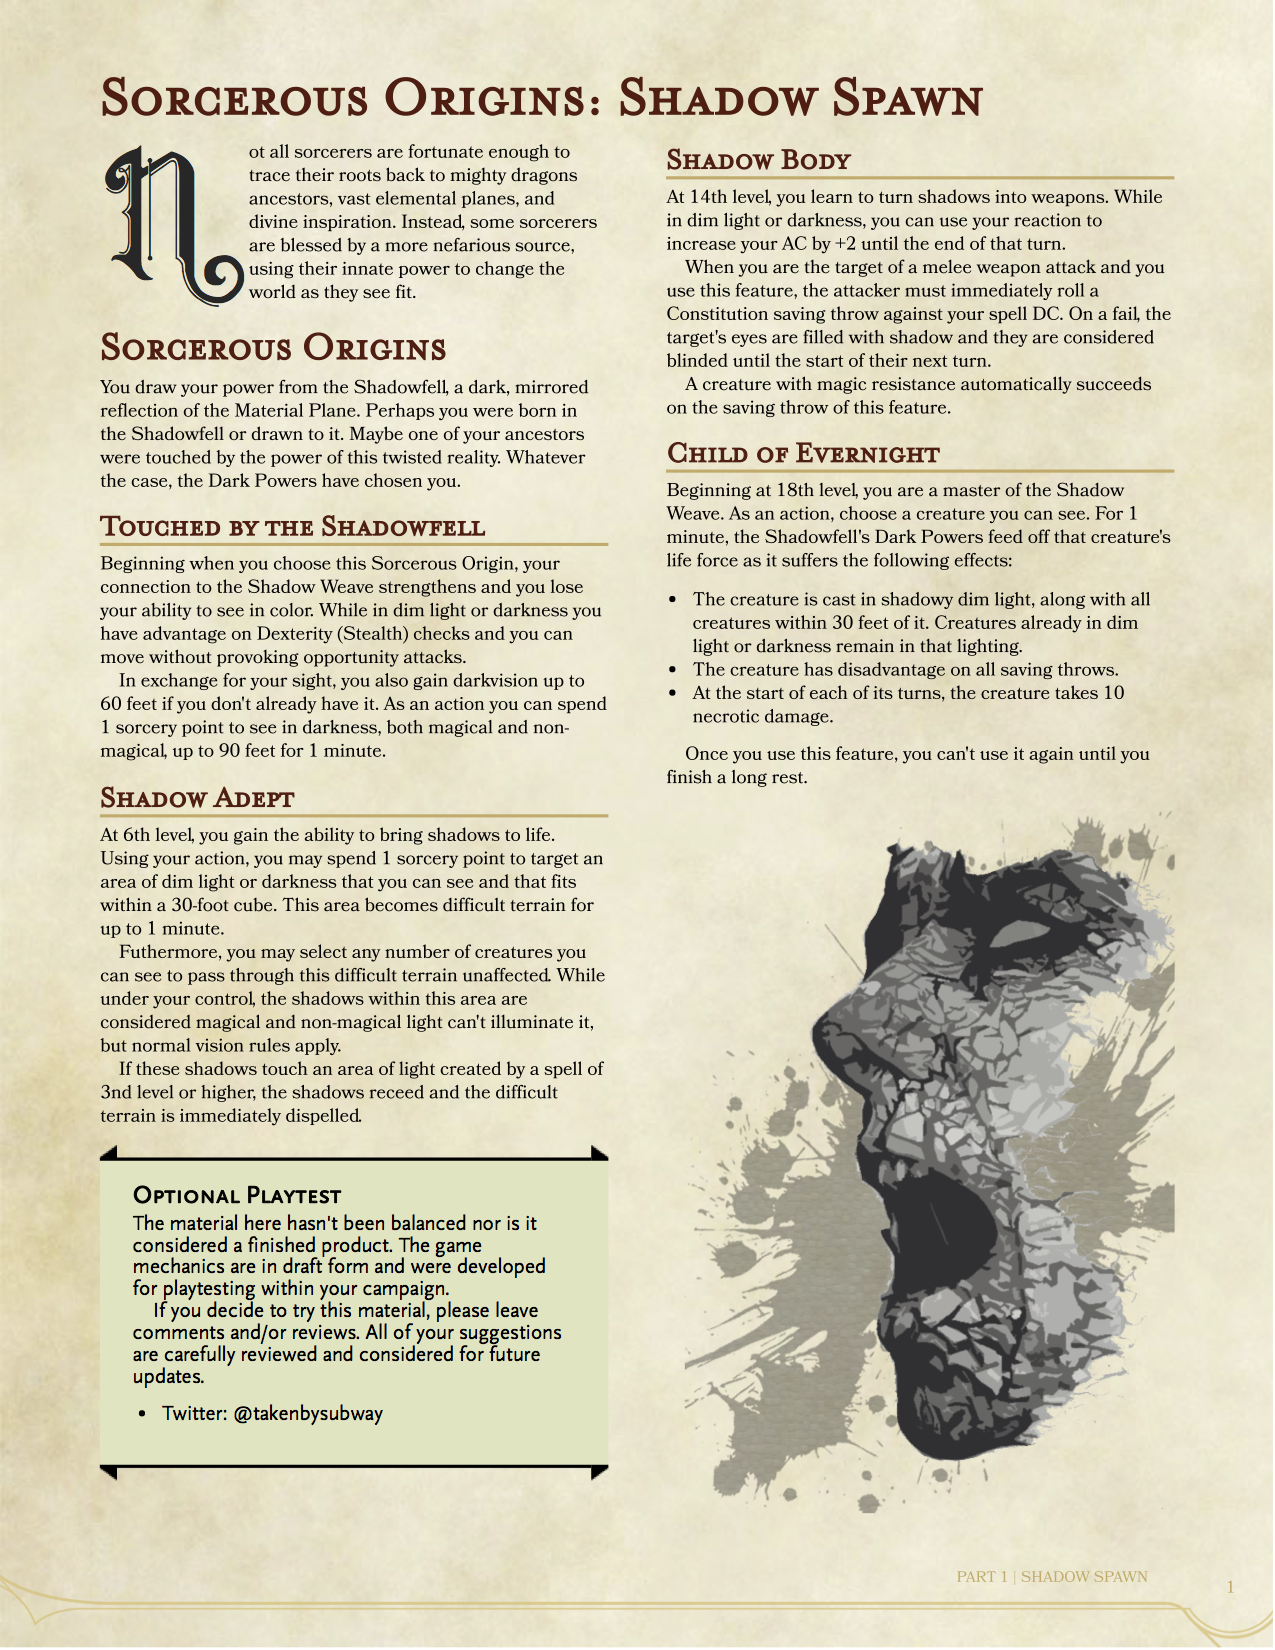 Sorcerous Origins: Shadow Spawn
Not all sorcerers are fortunate enough to
trace their roots back to mighty dragons
ancestors, vast elemental planes, and
divine inspiration. Instead, some sorcerers
are blessed by a more nefarious source,
using their innate power to change the
world as they see fit.
Sorcerous Origins
You draw your power from the Shadowfell, a dark, mirrored
reflection of the Material Plane. Perhaps you were born in
the Shadowfell or drawn to it. Maybe one of your ancestors
were touched by the power of this twisted reality. Whatever
the case, the Dark Powers have chosen you.
Touched by the Shadowfell
Beginning when you choose this Sorcerous Origin, your
connection to the Shadow Weave strengthens and you lose
your ability to see in color. While in dim light or darkness you
have advantage on Dexterity (Stealth) checks and you can
move without provoking opportunity attacks.
In exchange for your sight, you also gain darkvision up to
60 feet if you don't already have it. As an action you can spend
1 sorcery point to see in darkness, both magical and non-
magical, up to 90 feet for 1 minute.
Shadow Adept
At 6th level, you gain the ability to bring shadows to life.
Using your action, you may spend 1 sorcery point to target an
area of dim light or darkness that you can see and that fits
within a 30-foot cube. This area becomes difficult terrain for
up to 1 minute.
Futhermore, you may select any number of creatures you
can see to pass through this difficult terrain unaffected. While
under your control, the shadows within this area are
considered magical and non-magical light can't illuminate it,
but normal vision rules apply.
If these shadows touch an area of light created by a spell of
3nd level or higher, the shadows receed and the difficult
terrain is immediately dispelled.
Optional Playtest
The material here hasn't been balanced nor is it
considered a finished product. The game
mechanics are in draft form and were developed
for playtesting within your campaign.
If you decide to try this material, please leave
comments and/or reviews. All of your suggestions
are carefully reviewed and considered for future
updates.
• Twitter: @takenbysubway
Shadow Body
At 14th level, you learn to turn shadows into weapons. While
in dim light or darkness, you can use your reaction to
increase your AC by +2 until the end of that turn.
When you are the target of a melee weapon attack and you
use this feature, the attacker must immediately roll a
Constitution saving throw against your spell DC. On a fail, the
target's eyes are filled with shadow and they are considered
blinded until the start of their next turn.
A creature with magic resistance automatically succeeds
on the saving throw of this feature.
Child of Evernight
Beginning at 18th level, you are a master of the Shadow
Weave. As an action, choose a creature you can see. For 1
minute, the Shadowfell's Dark Powers feed off that creature's
life force as it suffers the following effects:
• The creature is cast in shadowy dim light, along with all
creatures within 30 feet of it. Creatures already in dim
light or darkness remain in that lighting.
• The creature has disadvantage on all saving throws.
• At the start of each of its turns, the creature takes 10
necrotic damage.
Once you use this feature, you can't use it again until you
finish a long rest.
PART 1 | SHADOW SPAWN
1